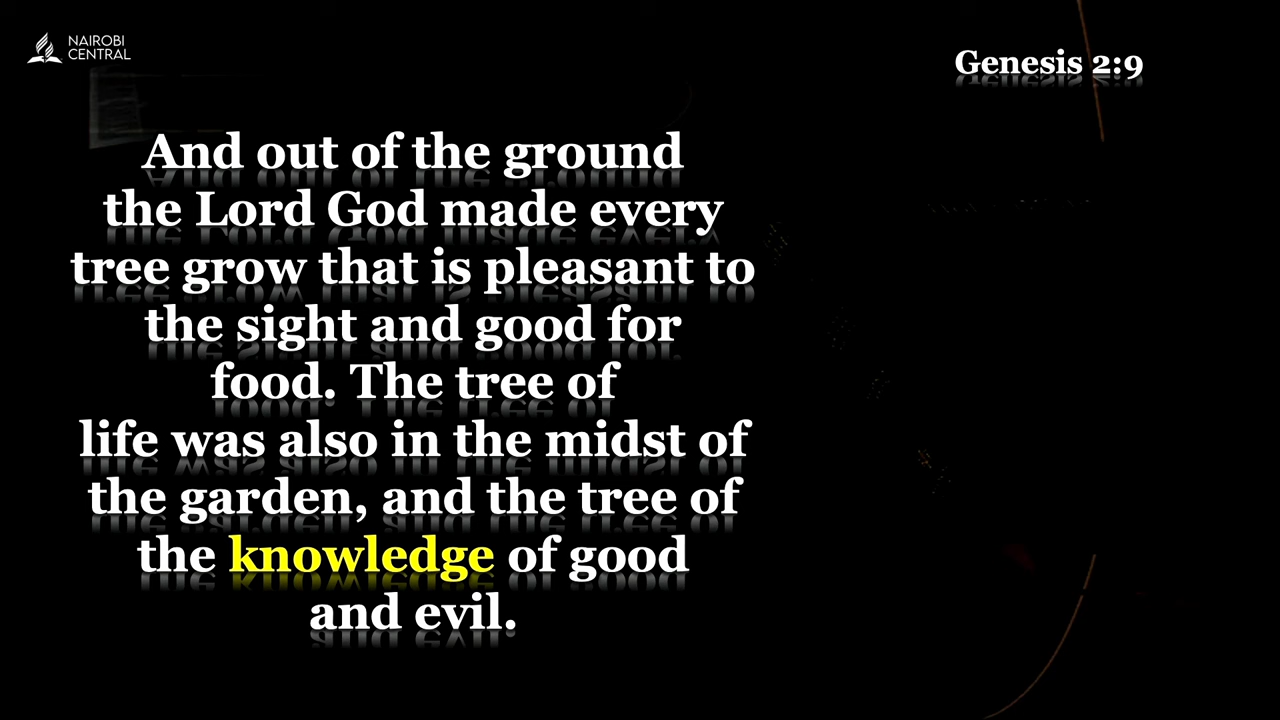 NAIROBI
CENTRAL
Genesis 2:9
And out of the ground
the Lord God made every
tree grow that is pleasant to
the sight and good for
food. The tree of
life was also in the midst of
the garden, and the tree of
the knowledge of good
and evil.